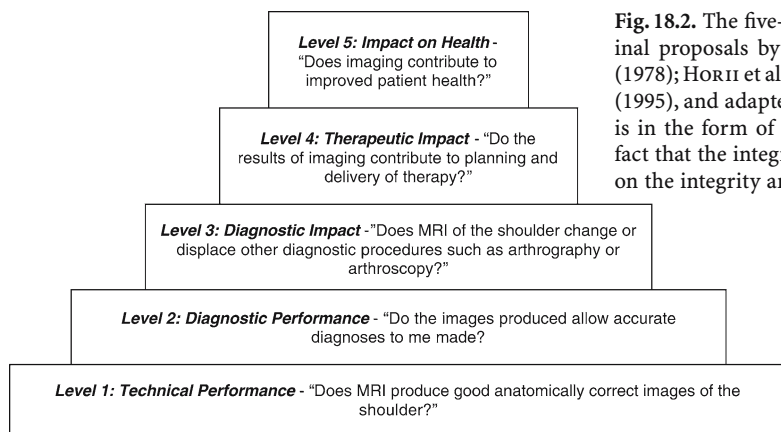 Level 5: Impact on Health -
“Does imaging contribute to
improved patient health?”
Level 4: Therapeutic Impact - “Do the
results of imaging contribute to planning and
delivery of therapy?”
Level 3: Diagnostic Impact -”Does MRI of the shoulder change or
displace other diagnostic procedures such as arthrography or
arthroscopy?”
Level 2: Diagnostic Performance - “Do the images produced allow accurate
diagnoses to me made?
Level 1: Technical Performance - “Does MRI produce good anatomically correct images of the
shoulder?”
Fig. 18.2. The five-
inal proposals by
(1978); HORII et al
(1995), and adapte
is in the form of
fact that the integri
on the integrity an